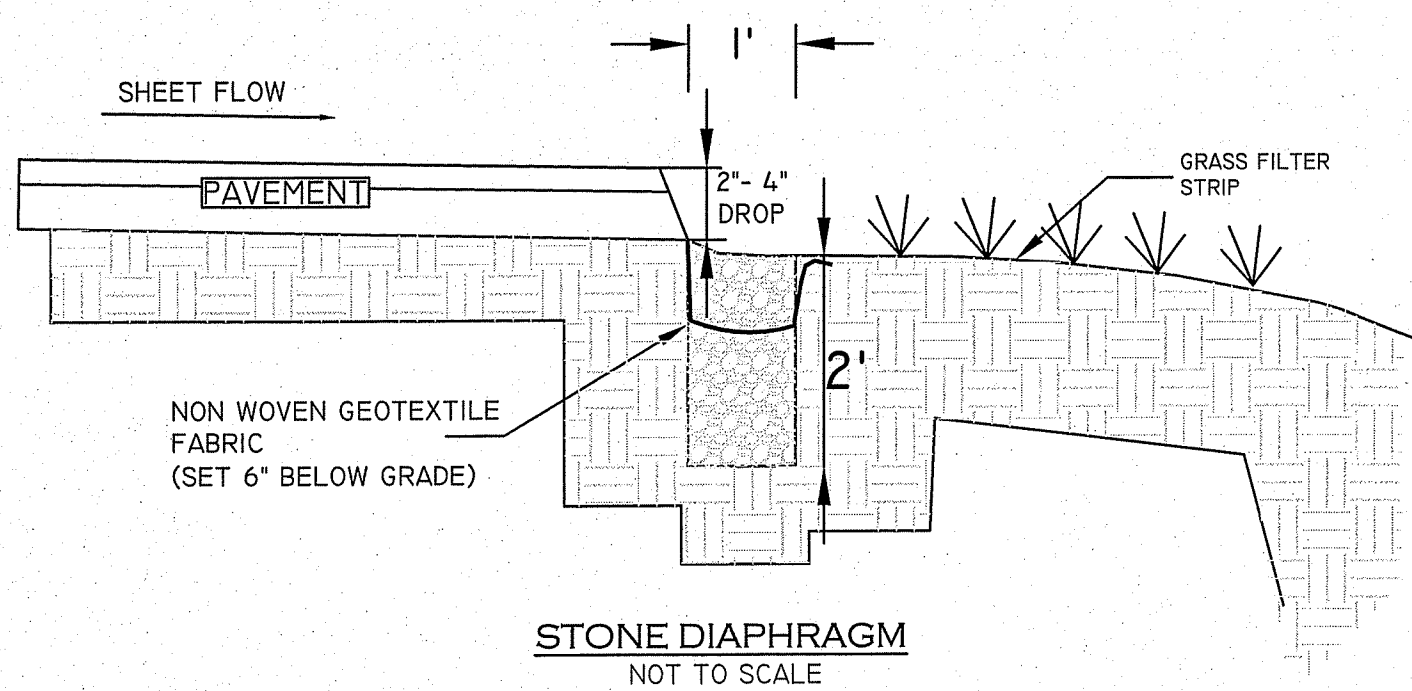 1'
SHEET FLOW
PAVEMENT
2"- 4"
DROP
GRASS FILTER
STRIP
2'
NON WOVEN GEOTEXTILE
FABRIC
(SET 6" BELOW GRADE)
STONE DIAPHRAGM
NOT TO SCALE